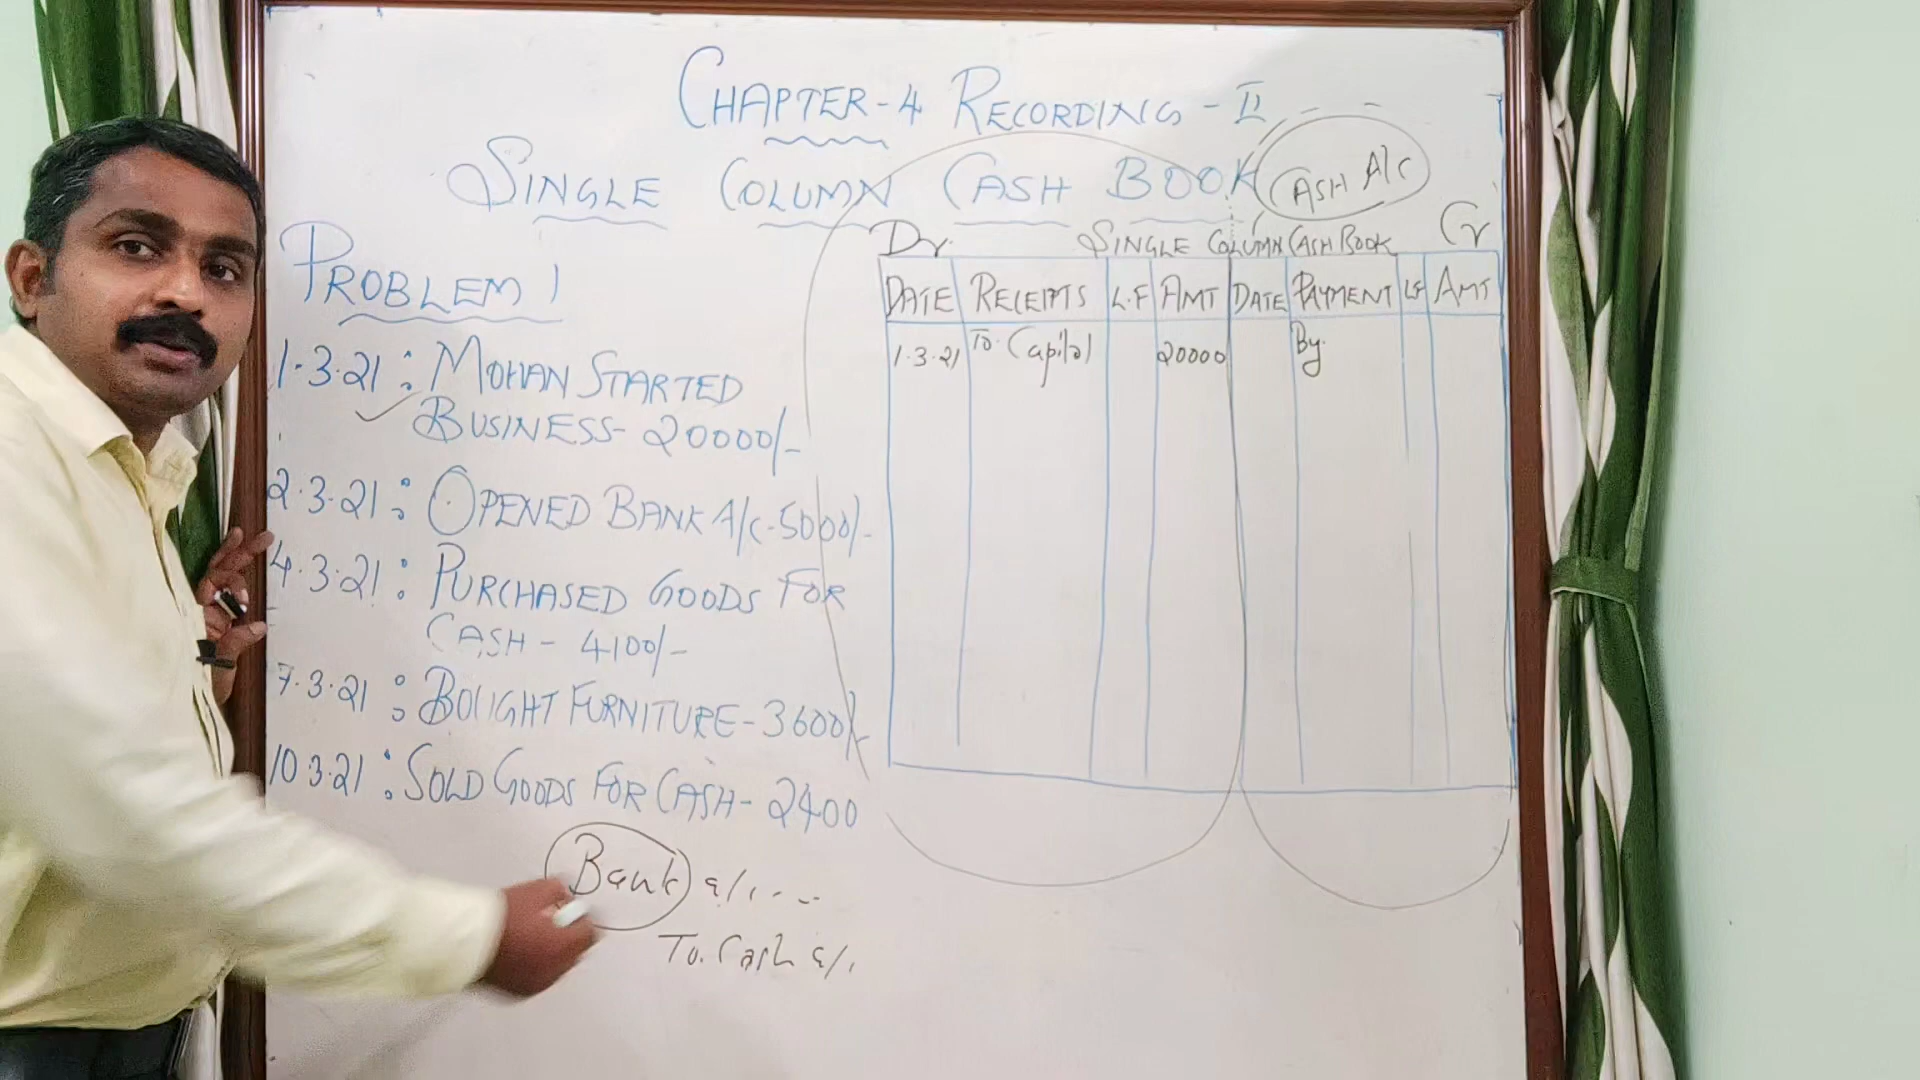 CHAPTER-4 RECORDING - II
SINGLE COLUMN CASH BOOK
CASH A/c
Dr. SINGLE COLUMN CASH BOOK Cr
DATE RECEIPTS L.F AMT DATE PAYMENT LF AMT
1.3.21 To Capital 20000 By
PROBLEM 1
1.3.21 : MOHAN STARTED
BUSINESS- 20000/-
2.3.21 : OPENED BANK A/c-5000/-
4.3.21 : PURCHASED GOODS FOR
CASH - 4100/-
7.3.21 : BOUGHT FURNITURE-3600/-
10 3.21 : SOLD GOODS FOR CASH- 2400
Bank a/c
To. Cash a/c